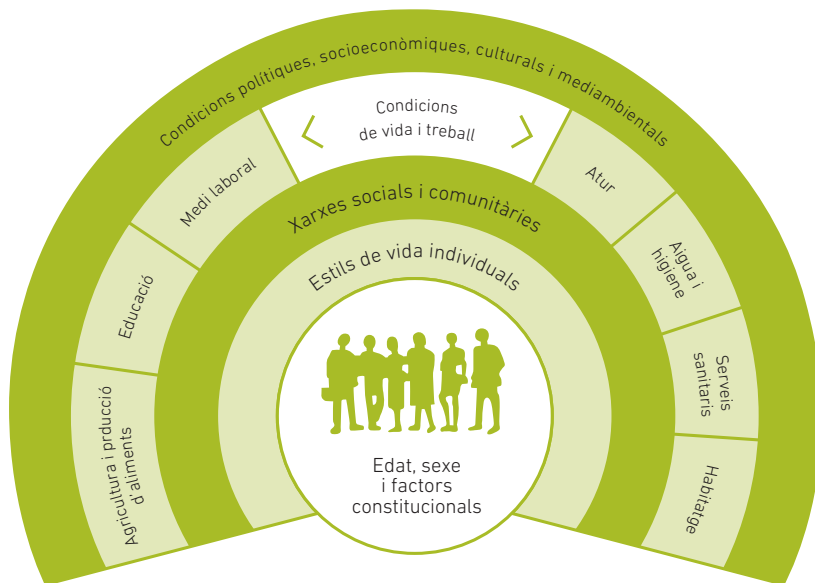 Condicions polítiques, socioeconòmiques, culturals i mediambientals
Condicions
de vida i treball
Medi laboral
Educació
Agricultura i prducció
d'aliments
Atur
Aigua i
higiene
Serveis
sanitaris
Habitatge
Xarxes socials i comunitàries
Estils de vida individuals
Edat, sexe
i factors
constitucionals